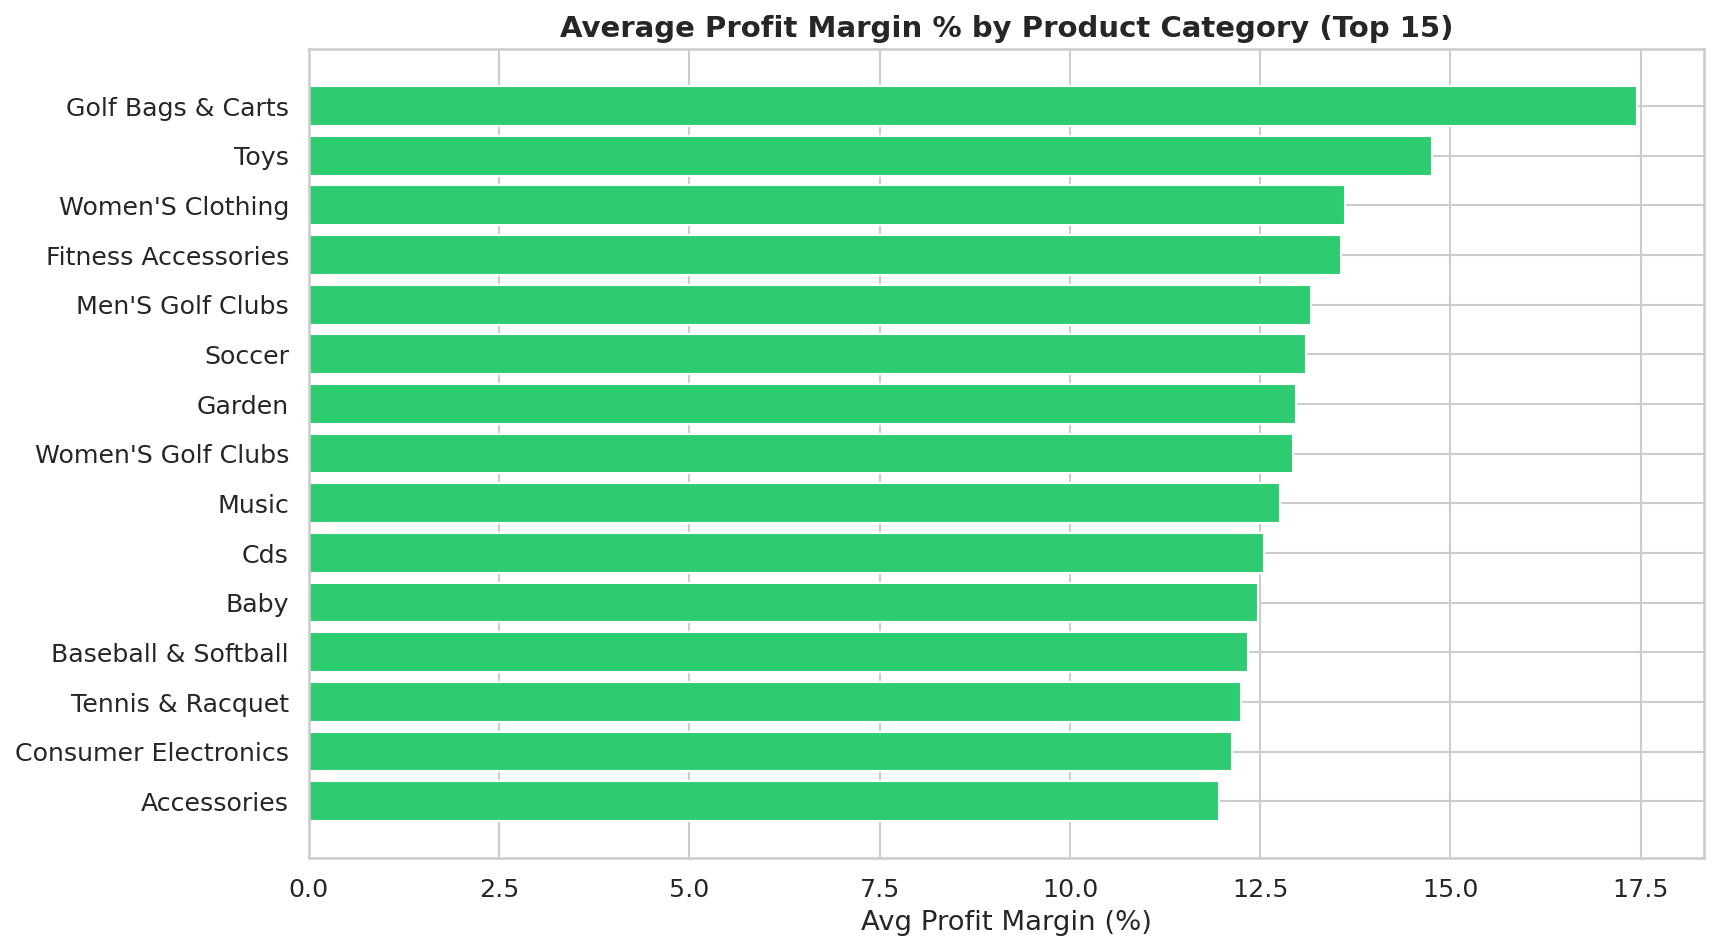 Average Profit Margin % by Product Category (Top 15)
Golf Bags & Carts
Toys
Women'S Clothing
Fitness Accessories
Men'S Golf Clubs
Soccer
Garden
Women'S Golf Clubs
Music
Cds
Baby
Baseball & Softball
Tennis & Racquet
Consumer Electronics
Accessories
0.0 2.5 5.0 7.5 10.0 12.5 15.0 17.5
Avg Profit Margin (%)